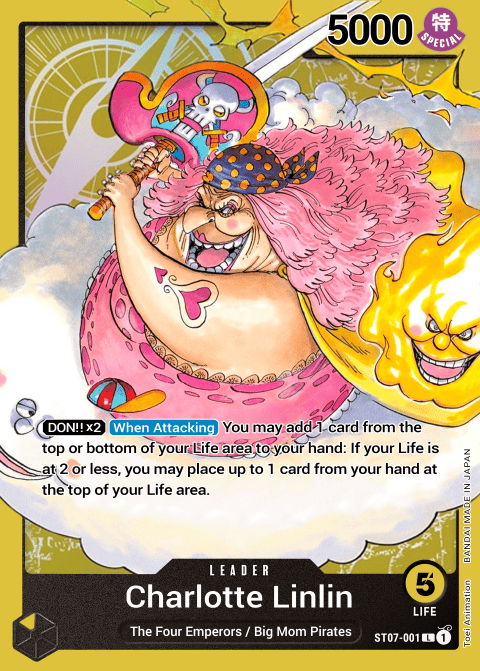 5000
特
SPECIAL
DON!!×2 When Attacking You may add 1 card from the
top or bottom of your Life area to your hand: If your Life is
at 2 or less, you may place up to 1 card from your hand at
the top of your Life area.
LEADER
Charlotte Linlin
5
LIFE
The Four Emperors / Big Mom Pirates
ST07-001 L 1
Toei Animation BANDAI MADE IN JAPAN